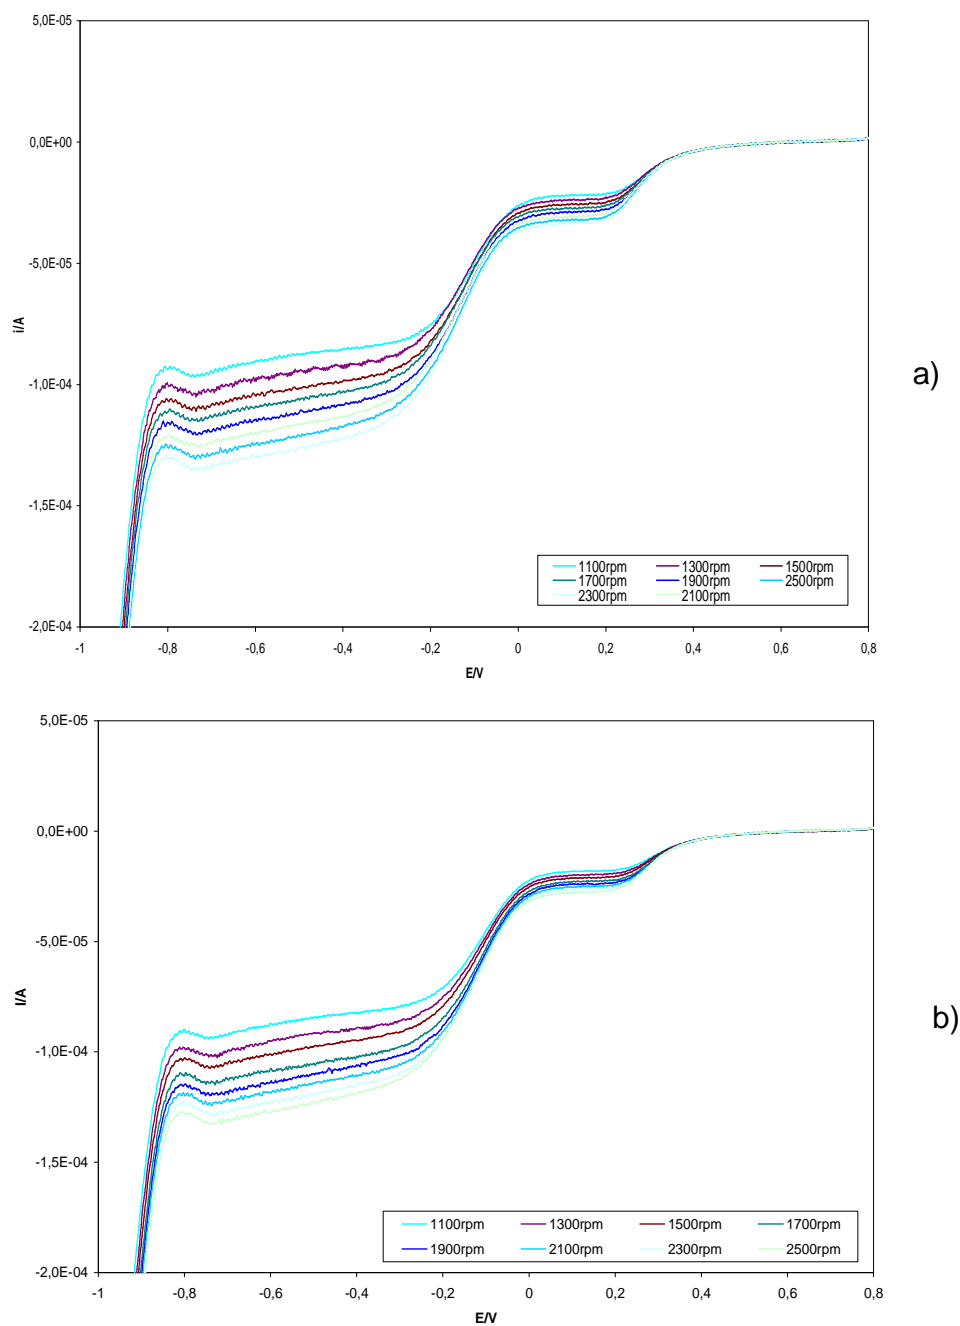 5,0E-05
0,0E+00
-5,0E-05
-1,0E-04
-1,5E-04
-2,0E-04
i/A
-1 -0,8 -0,6 -0,4 -0,2 0 0,2 0,4 0,6 0,8
E/V
1100rpm 1300rpm 1500rpm
1700rpm 1900rpm 2500rpm
2300rpm 2100rpm
a)
5,0E-05
0,0E+00
-5,0E-05
-1,0E-04
-1,5E-04
-2,0E-04
I/A
-1 -0,8 -0,6 -0,4 -0,2 0 0,2 0,4 0,6 0,8
E/V
1100rpm 1300rpm 1500rpm 1700rpm
1900rpm 2100rpm 2300rpm 2500rpm
b)